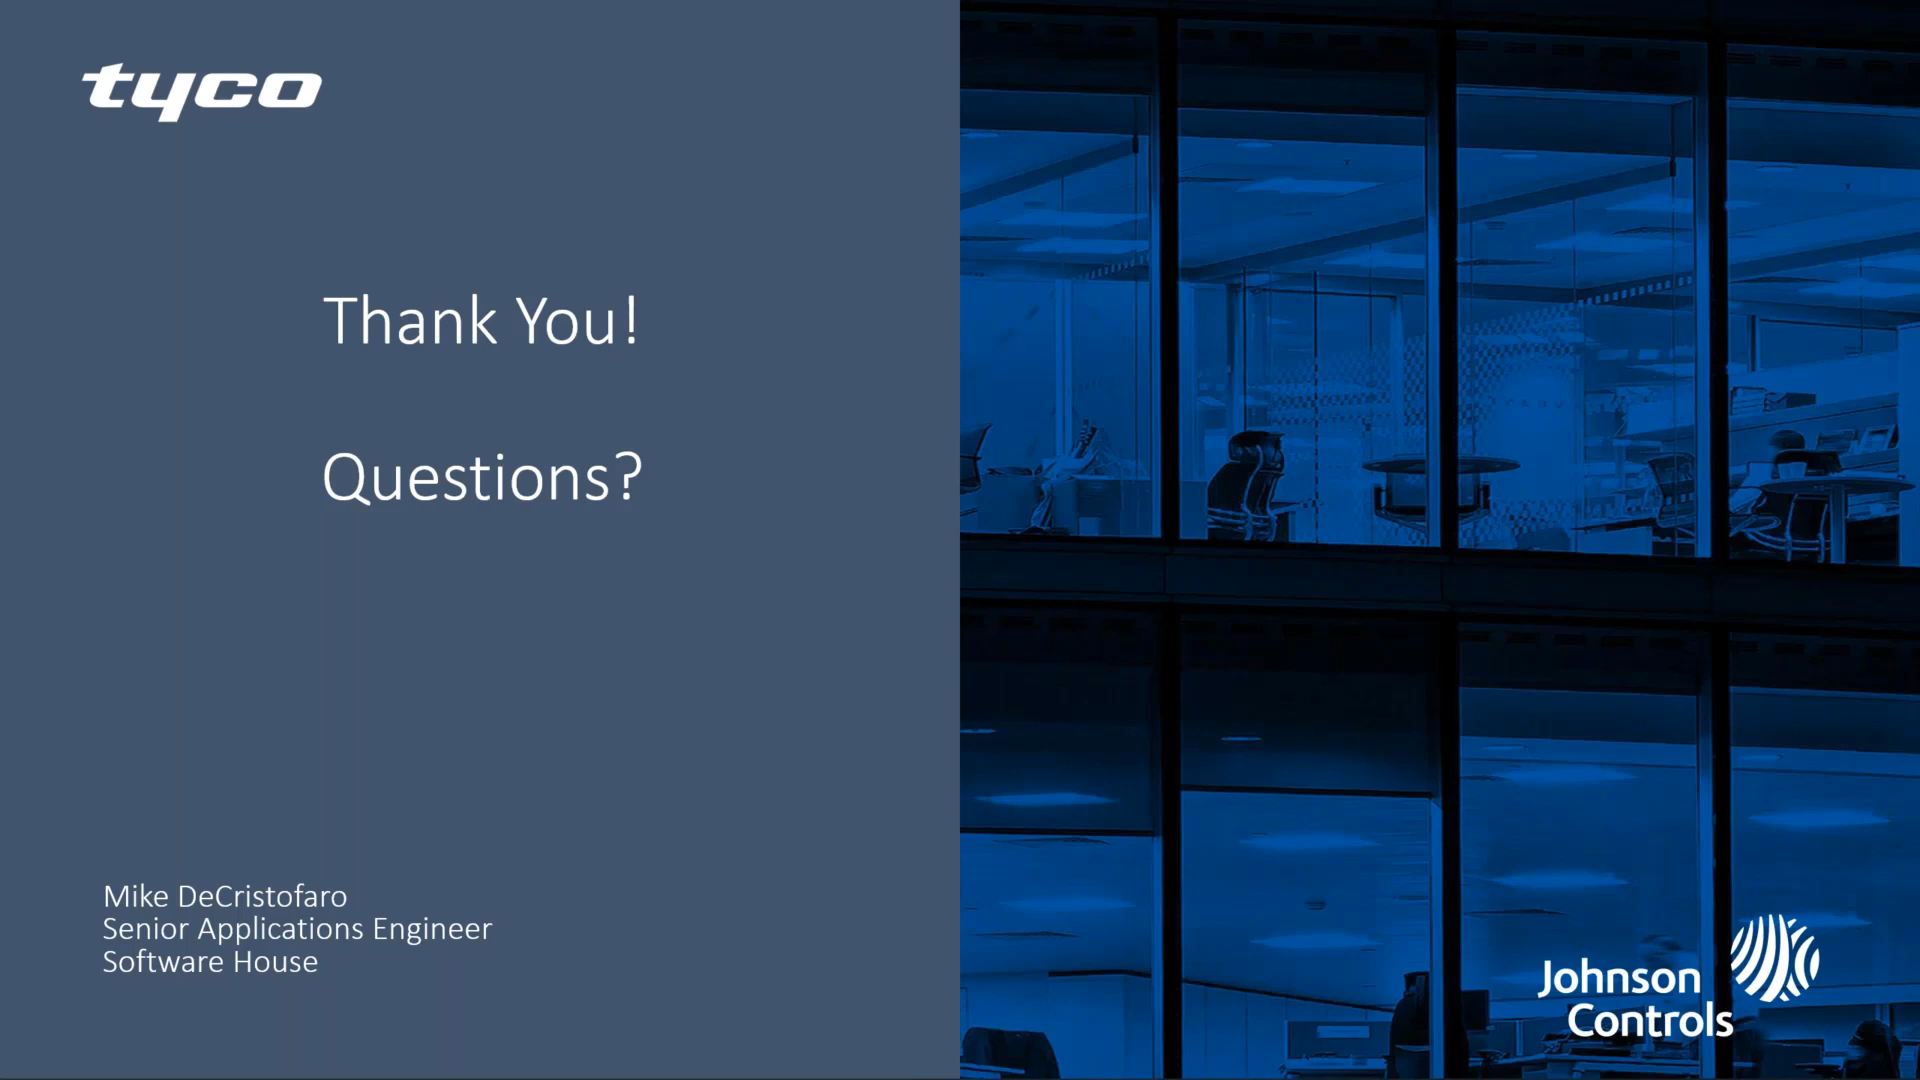 tyco
Thank You!
Questions?
Mike DeCristofaro
Senior Applications Engineer
Software House
Johnson
Controls